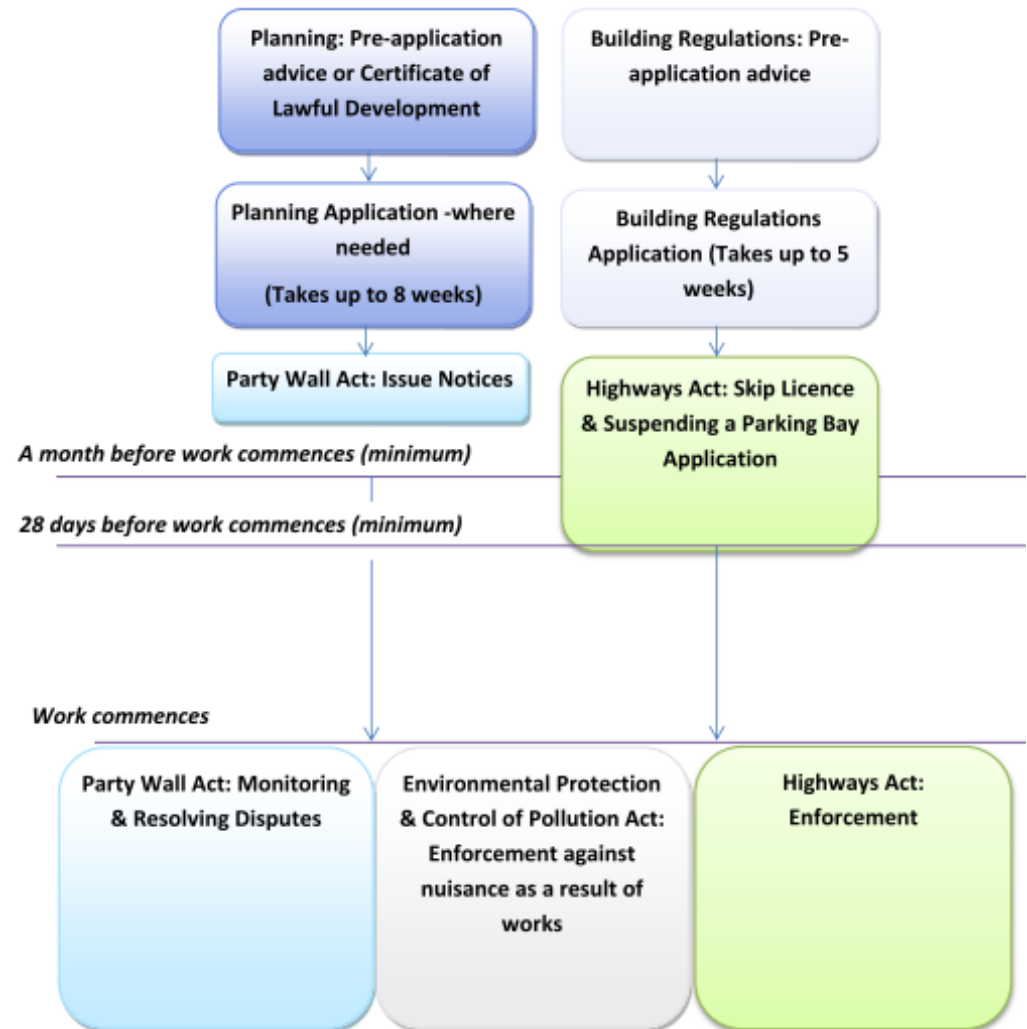 Planning: Pre-application
advice or Certificate of
Lawful Development
Building Regulations: Pre-
application advice
Planning Application -where
needed
(Takes up to 8 weeks)
Building Regulations
Application (Takes up to 5
weeks)
Party Wall Act: Issue Notices
Highways Act: Skip Licence
& Suspending a Parking Bay
Application
A month before work commences (minimum)
28 days before work commences (minimum)
Work commences
Party Wall Act: Monitoring
& Resolving Disputes
Environmental Protection
& Control of Pollution Act:
Enforcement against
nuisance as a result of
works
Highways Act:
Enforcement